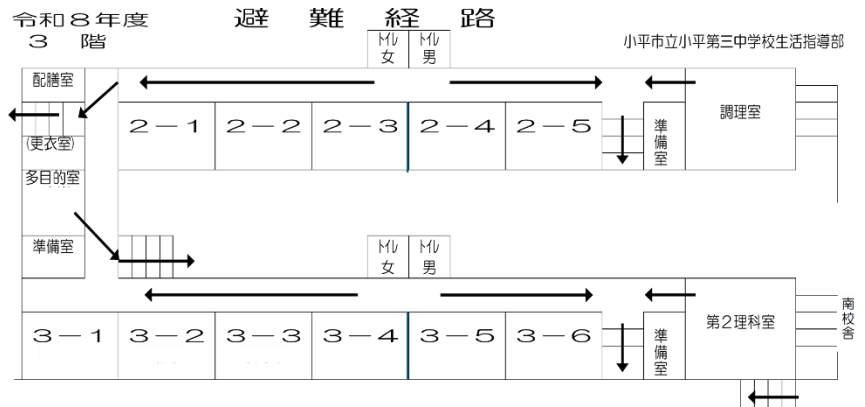 令和８年度　避難経路
３階
小平市立小平第三中学校生活指導部
ﾄｲﾚ女
ﾄｲﾚ男
配膳室
(更衣室)
多目的室
準備室
２－１
２－２
２－３
２－４
２－５
準備室
調理室
ﾄｲﾚ女
ﾄｲﾚ男
３－１
３－２
３－３
３－４
３－５
３－６
準備室
第２理科室
南校舎